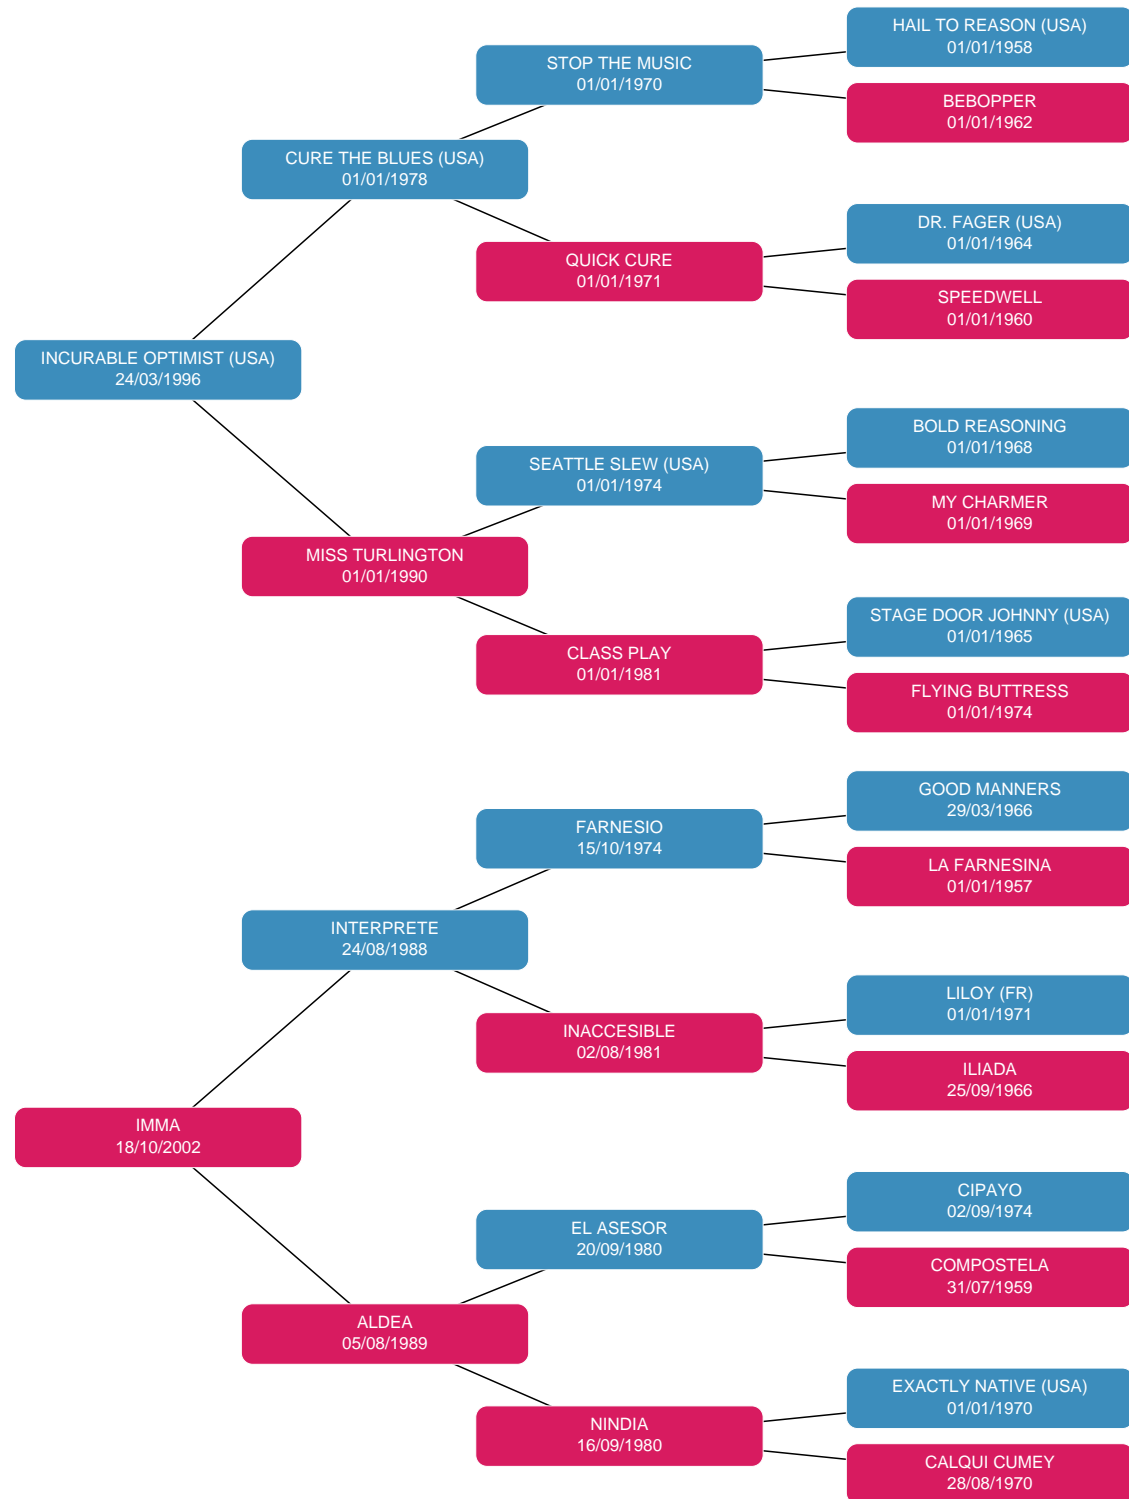 HAIL TO REASON (USA)
01/01/1958
STOP THE MUSIC
01/01/1970
BEBOPPER
01/01/1962
CURE THE BLUES (USA)
01/01/1978
DR. FAGER (USA)
01/01/1964
QUICK CURE
01/01/1971
SPEEDWELL
01/01/1960
INCURABLE OPTIMIST (USA)
24/03/1996
BOLD REASONING
01/01/1968
SEATTLE SLEW (USA)
01/01/1974
MY CHARMER
01/01/1969
MISS TURLINGTON
01/01/1990
STAGE DOOR JOHNNY (USA)
01/01/1965
CLASS PLAY
01/01/1981
FLYING BUTTRESS
01/01/1974
GOOD MANNERS
29/03/1966
FARNESIO
15/10/1974
LA FARNESINA
01/01/1957
INTERPRETE
24/08/1988
LILOY (FR)
01/01/1971
INACCESIBLE
02/08/1981
ILIADA
25/09/1966
IMMA
18/10/2002
CIPAYO
02/09/1974
EL ASESOR
20/09/1980
COMPOSTELA
31/07/1959
ALDEA
05/08/1989
EXACTLY NATIVE (USA)
01/01/1970
NINDIA
16/09/1980
CALQUI CUMEY
28/08/1970